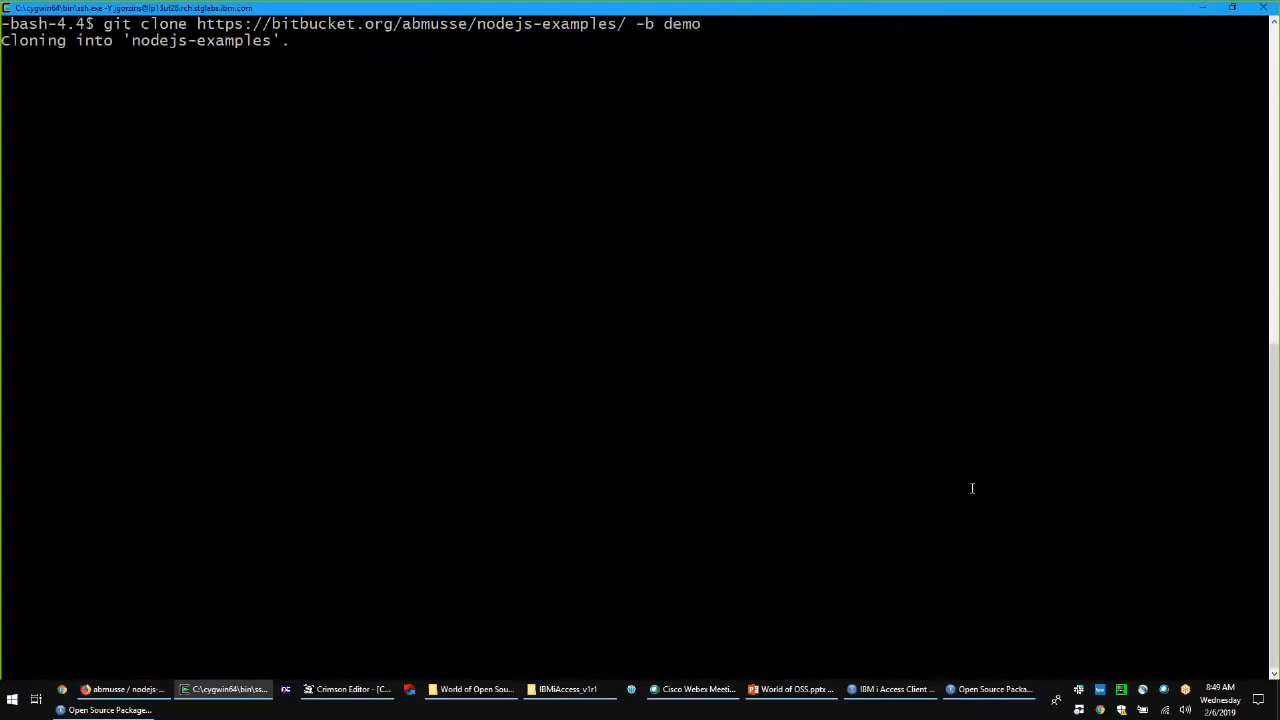 C:\cygwin64\bin\ssh.exe -Y jgorzins@lp13ut28.rch.stglabs.ibm.com
-bash-4.4$ git clone https://bitbucket.org/abmusse/nodejs-examples/ -b demo
Cloning into 'nodejs-examples'.
abmusse / nodejs-...
C:\cygwin64\bin\ss...
Crimson Editor - [C...
World of Open Sou...
IBMiAccess_v1r1
Cisco Webex Meeti...
World of OSS.pptx ...
IBM i Access Client ...
Open Source Packa...
8:49 AM
Wednesday
2/6/2019
Open Source Package...